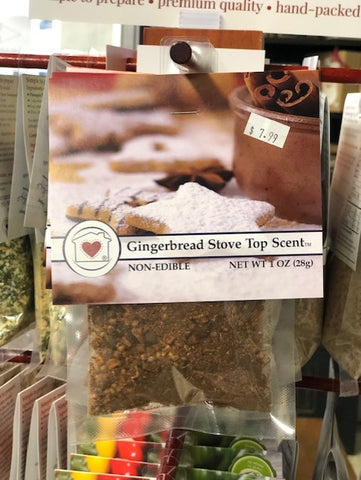 to prepare • premium quality • hand-packed
$7.99
Gingerbread Stove Top Scent™
NON-EDIBLE NET WT 1 OZ (28g)